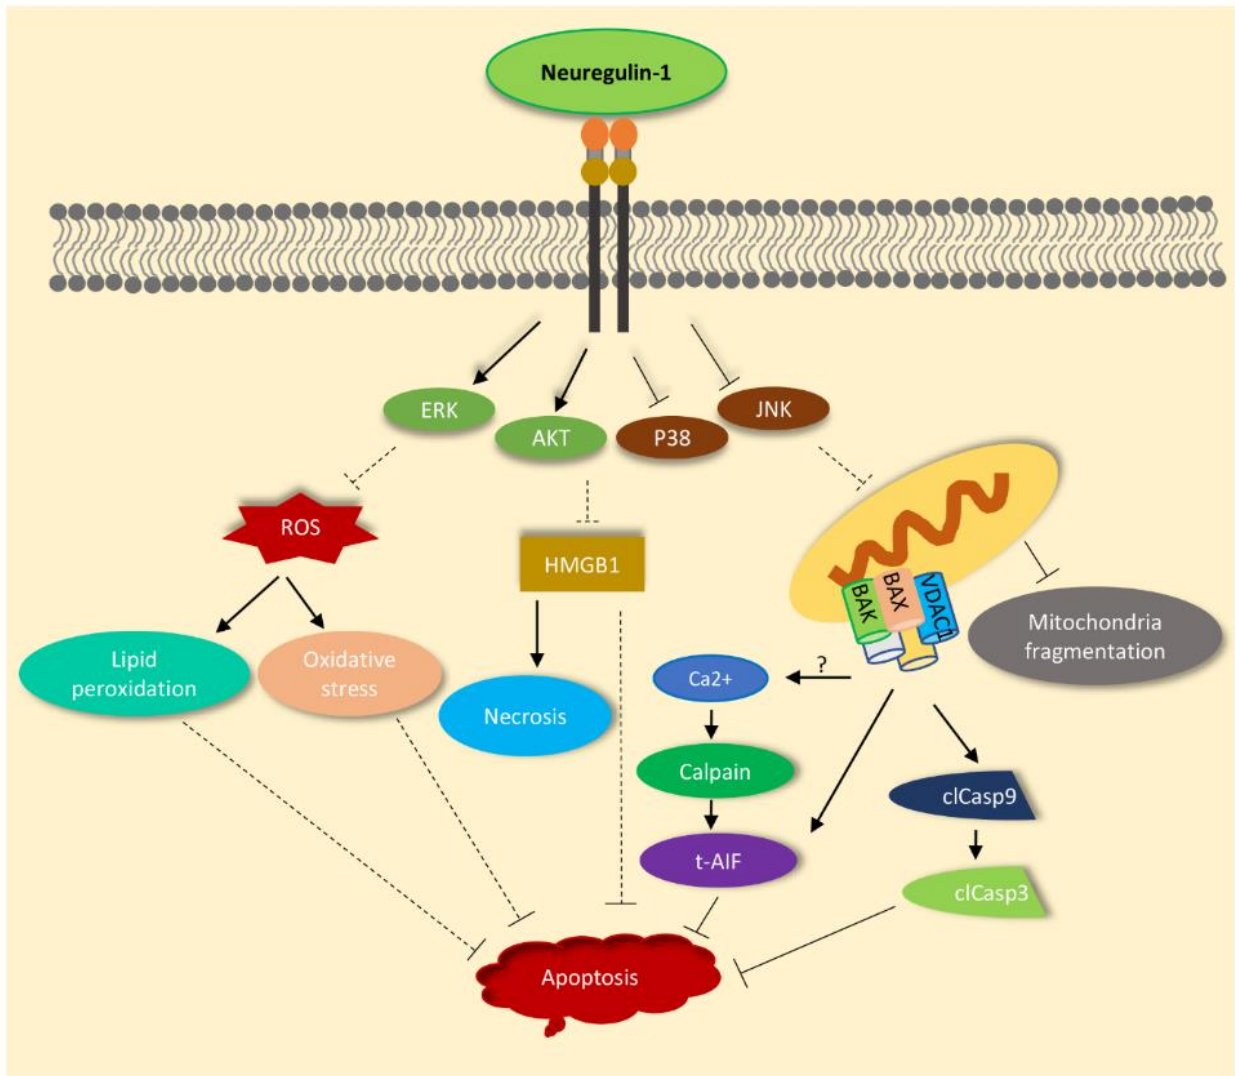 Neuregulin-1
ERK
AKT
P38
JNK
ROS
HMGB1
BAK
BAX
VDAC1
Mitochondria
fragmentation
Lipid
peroxidation
Oxidative
stress
?
Ca2+
Necrosis
Calpain
clCasp9
t-AIF
clCasp3
Apoptosis